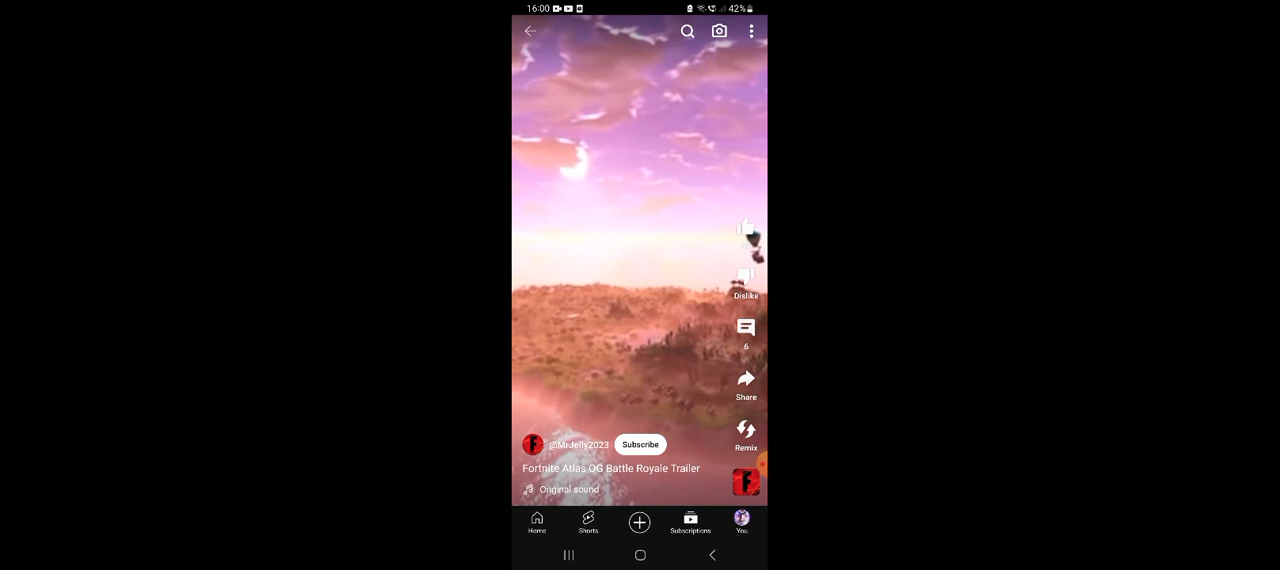 16:00
42%
Dislike
6
Share
@MrJelly2023
Subscribe
Remix
Fortnite Atlas OG Battle Royale Trailer
F
Original sound
F
Home
Shorts
Subscriptions
You